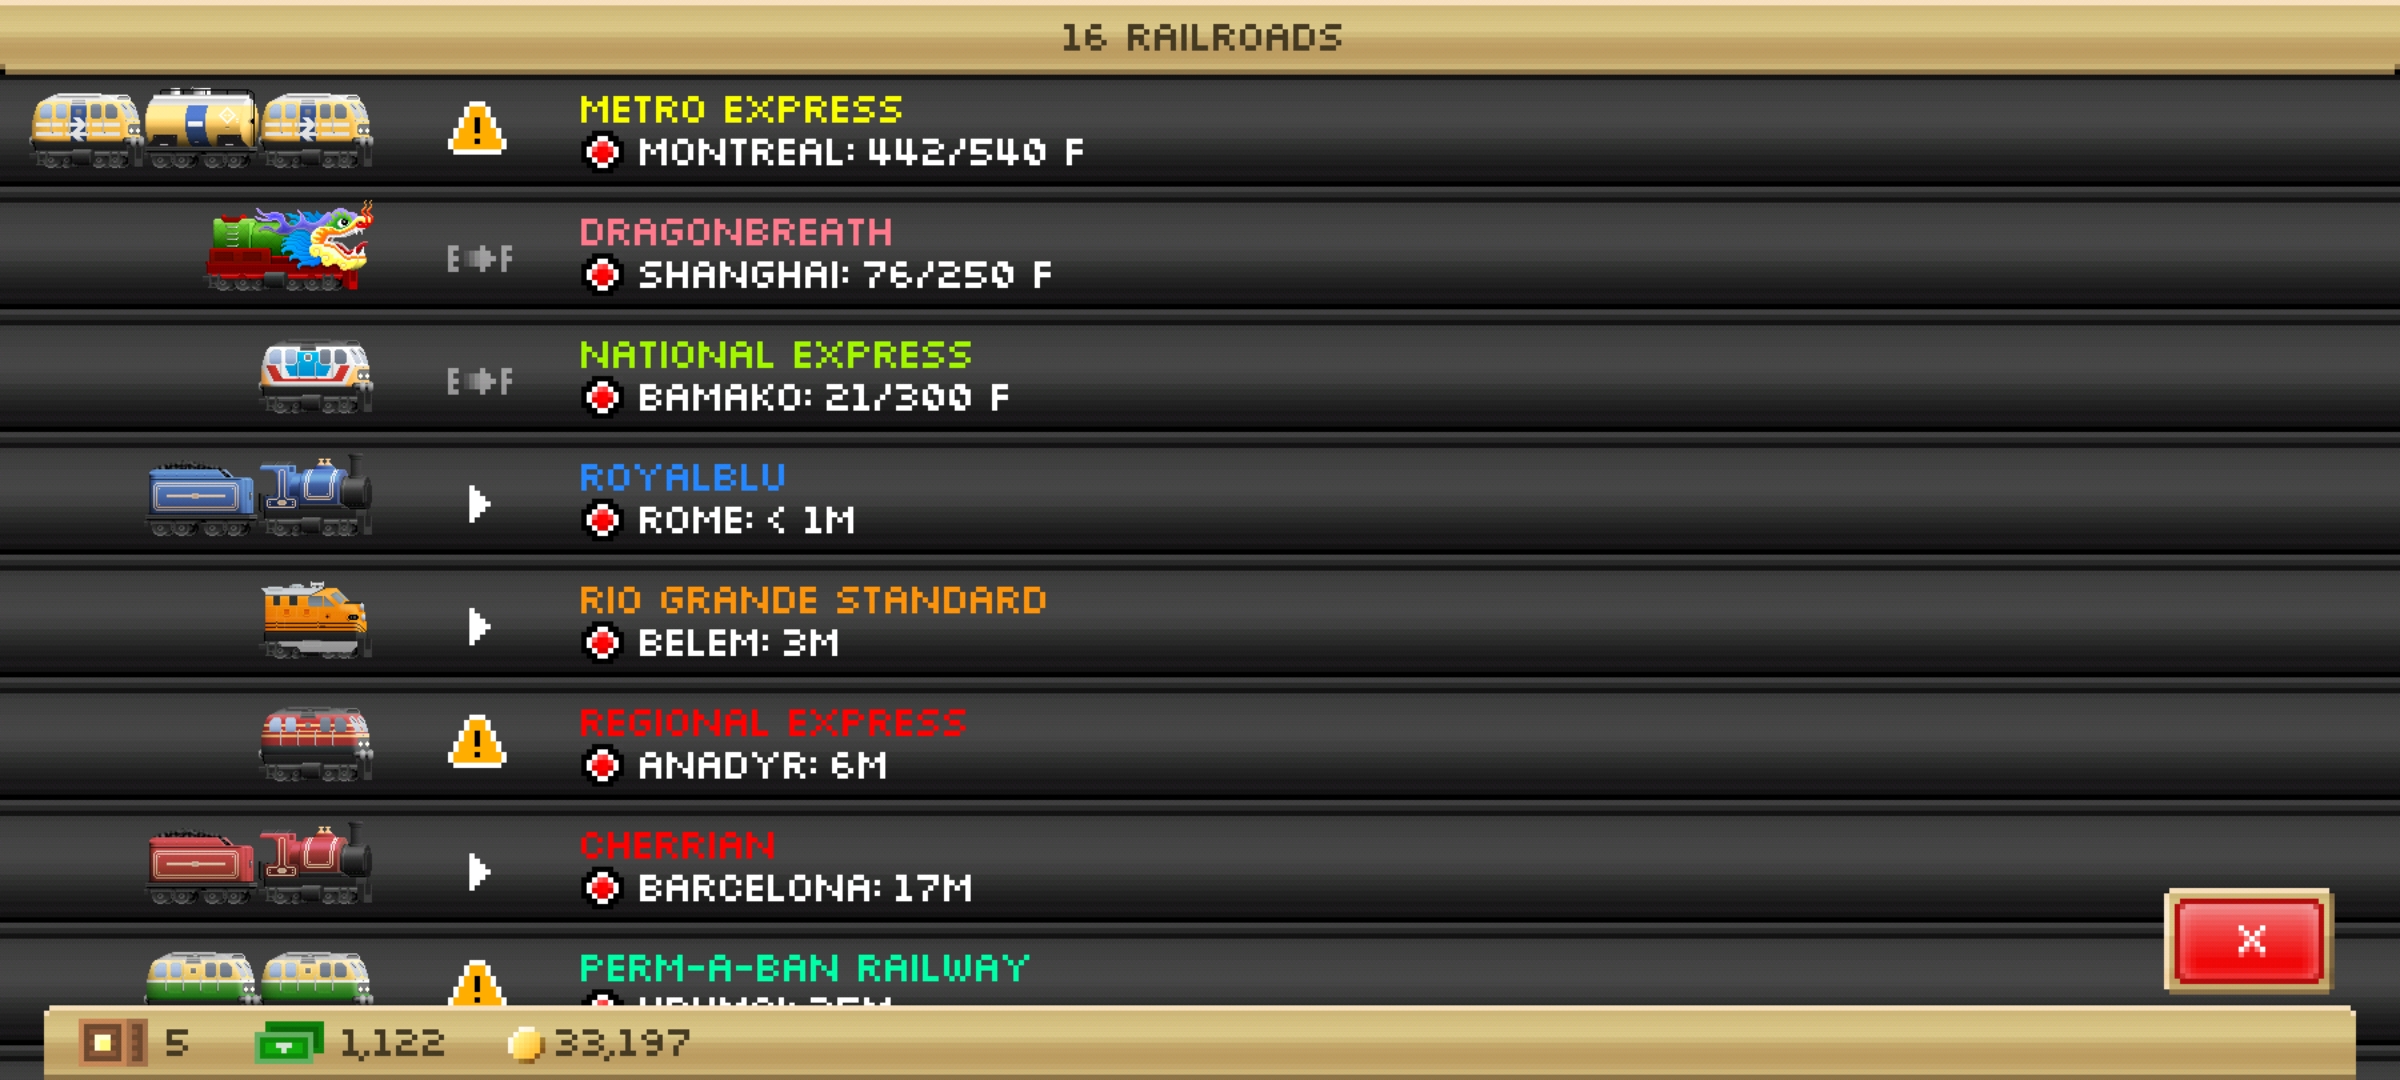 16 RAILROADS
METRO EXPRESS
MONTREAL: 442/540 F
DRAGONBREATH
E F
SHANGHAI: 76/250 F
NATIONAL EXPRESS
E F
BAMAKO: 21/300 F
ROYALBLU
ROME: < 1M
RIO GRANDE STANDARD
BELEM: 3M
REGIONAL EXPRESS
ANADYR: 6M
CHERRIAN
BARCELONA: 17M
X
PERM-A-BAN RAILWAY
5 1,122 33,197